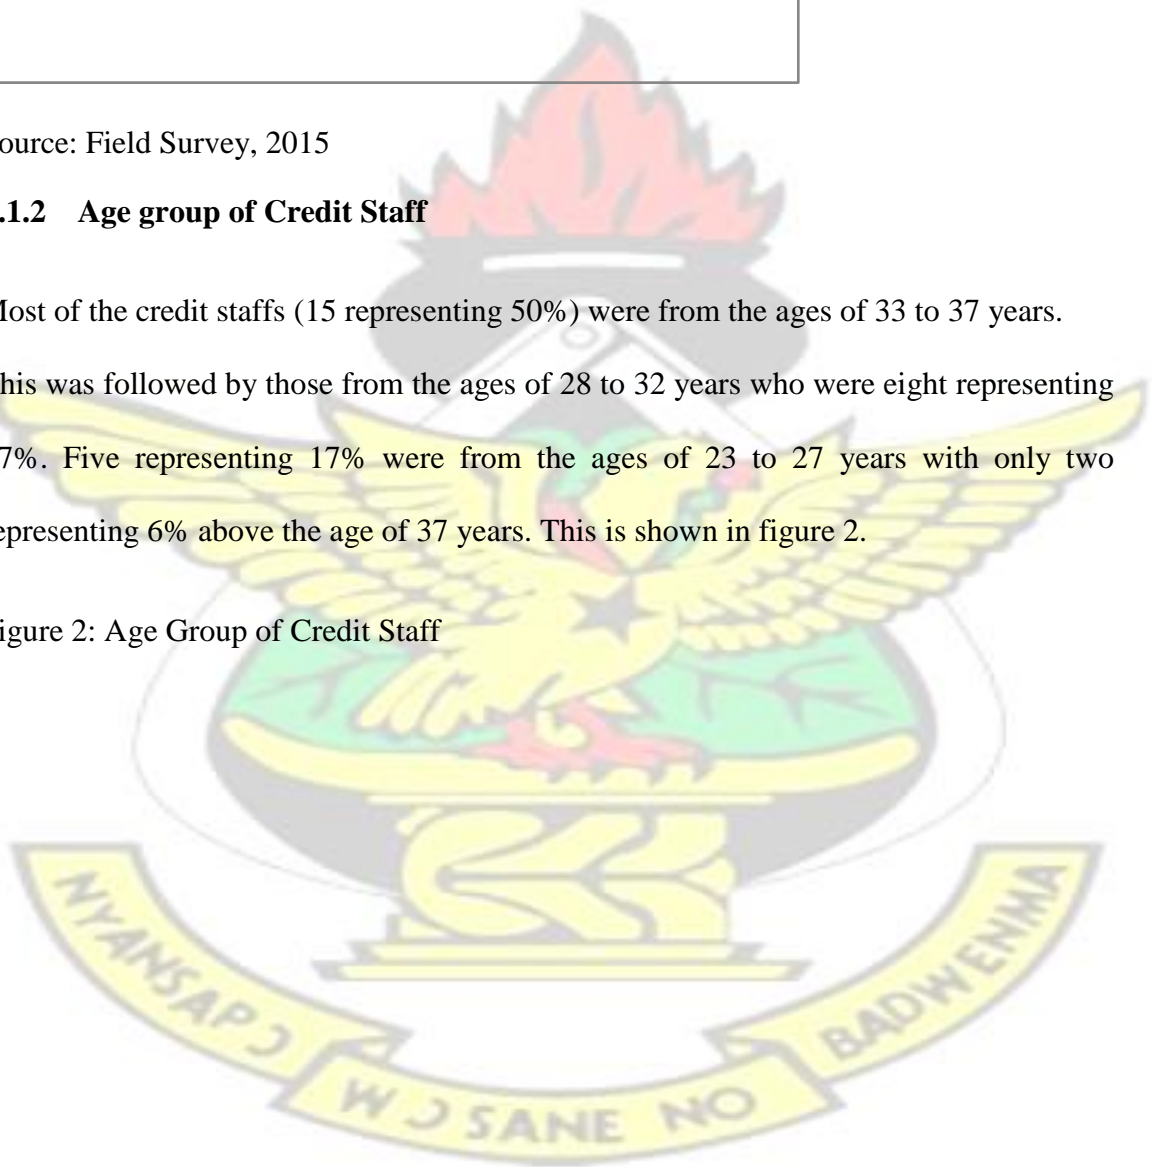 ource: Field Survey, 2015
.1.2 Age group of Credit Staff
ost of the credit staffs (15 representing 50%) were from the ages of 33 to 37 years.
his was followed by those from the ages of 28 to 32 years who were eight representing
7%. Five representing 17% were from the ages of 23 to 27 years with only two
epresenting 6% above the age of 37 years. This is shown in figure 2.
igure 2: Age Group of Credit Staff
NYANSAPƆ
WƆ SANE NO
BADWENMA